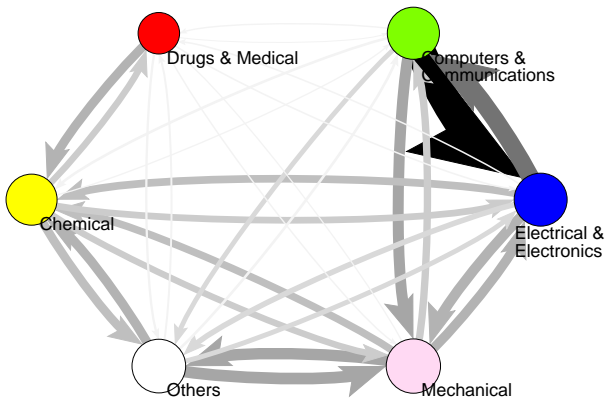 Drugs & Medical
Computers &
Communications
Chemical
Electrical &
Electronics
Others
Mechanical